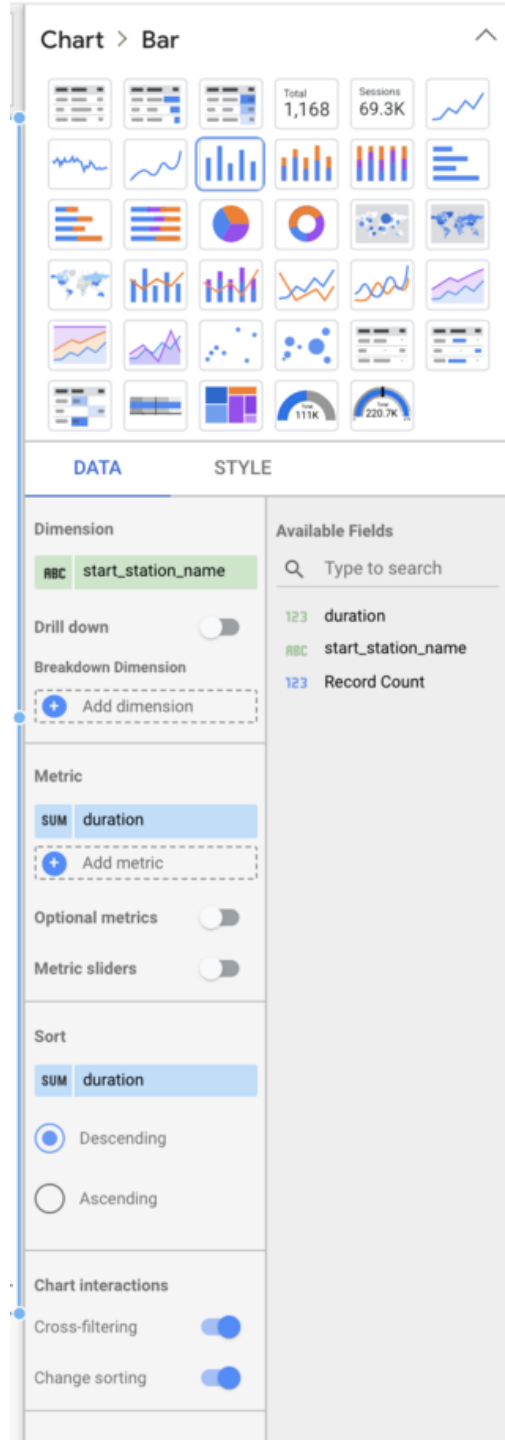 Chart > Bar
Total
1,168
Sessions
69.3K
Total
111K
Total
220.7K
DATA
STYLE
Dimension
ABC start_station_name
Drill down
Breakdown Dimension
+ Add dimension
Metric
SUM duration
+ Add metric
Optional metrics
Metric sliders
Sort
SUM duration
Descending
Ascending
Chart interactions
Cross-filtering
Change sorting
Available Fields
Type to search
123 duration
ABC start_station_name
123 Record Count